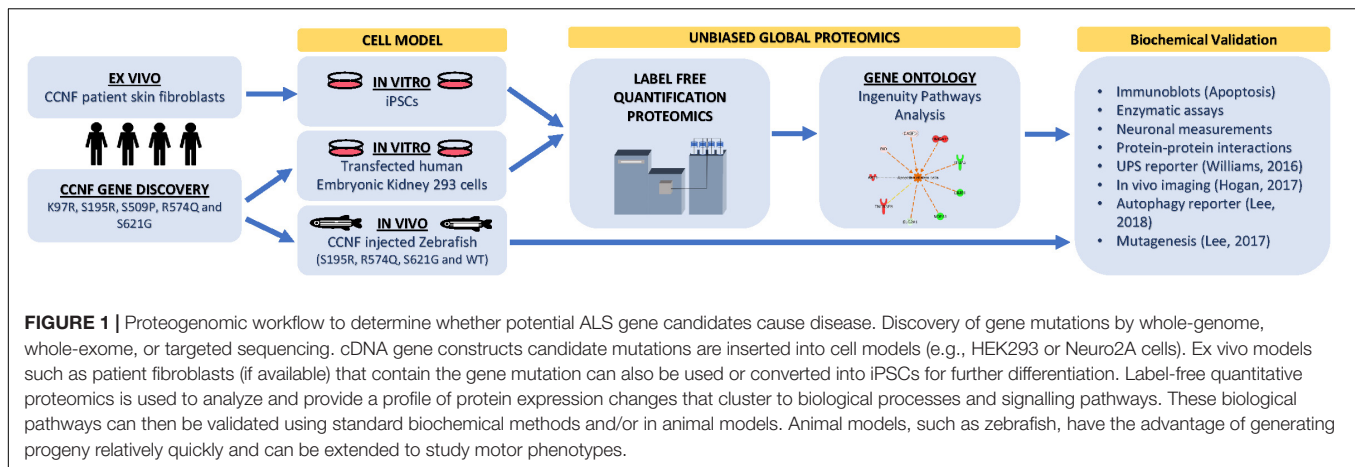 CELL MODEL
UNBIASED GLOBAL PROTEOMICS
Biochemical Validation
EX VIVO
CCNF patient skin fibroblasts
CCNF GENE DISCOVERY
K97R, S195R, S509P, R574Q and
S621G
IN VITRO
iPSCs
IN VITRO
Transfected human
Embryonic Kidney 293 cells
IN VIVO
CCNF injected Zebrafish
(S195R, R574Q, S621G and WT)
LABEL FREE
QUANTIFICATION
PROTEOMICS
GENE ONTOLOGY
Ingenuity Pathways
Analysis
• Immunoblots (Apoptosis)
• Enzymatic assays
• Neuronal measurements
• Protein-protein interactions
• UPS reporter (Williams, 2016)
• In vivo imaging (Hogan, 2017)
• Autophagy reporter (Lee,
2018)
• Mutagenesis (Lee, 2017)
FIGURE 1 | Proteogenomic workflow to determine whether potential ALS gene candidates cause disease. Discovery of gene mutations by whole-genome,
whole-exome, or targeted sequencing. cDNA gene constructs candidate mutations are inserted into cell models (e.g., HEK293 or Neuro2A cells). Ex vivo models
such as patient fibroblasts (if available) that contain the gene mutation can also be used or converted into iPSCs for further differentiation. Label-free quantitative
proteomics is used to analyze and provide a profile of protein expression changes that cluster to biological processes and signalling pathways. These biological
pathways can then be validated using standard biochemical methods and/or in animal models. Animal models, such as zebrafish, have the advantage of generating
progeny relatively quickly and can be extended to study motor phenotypes.